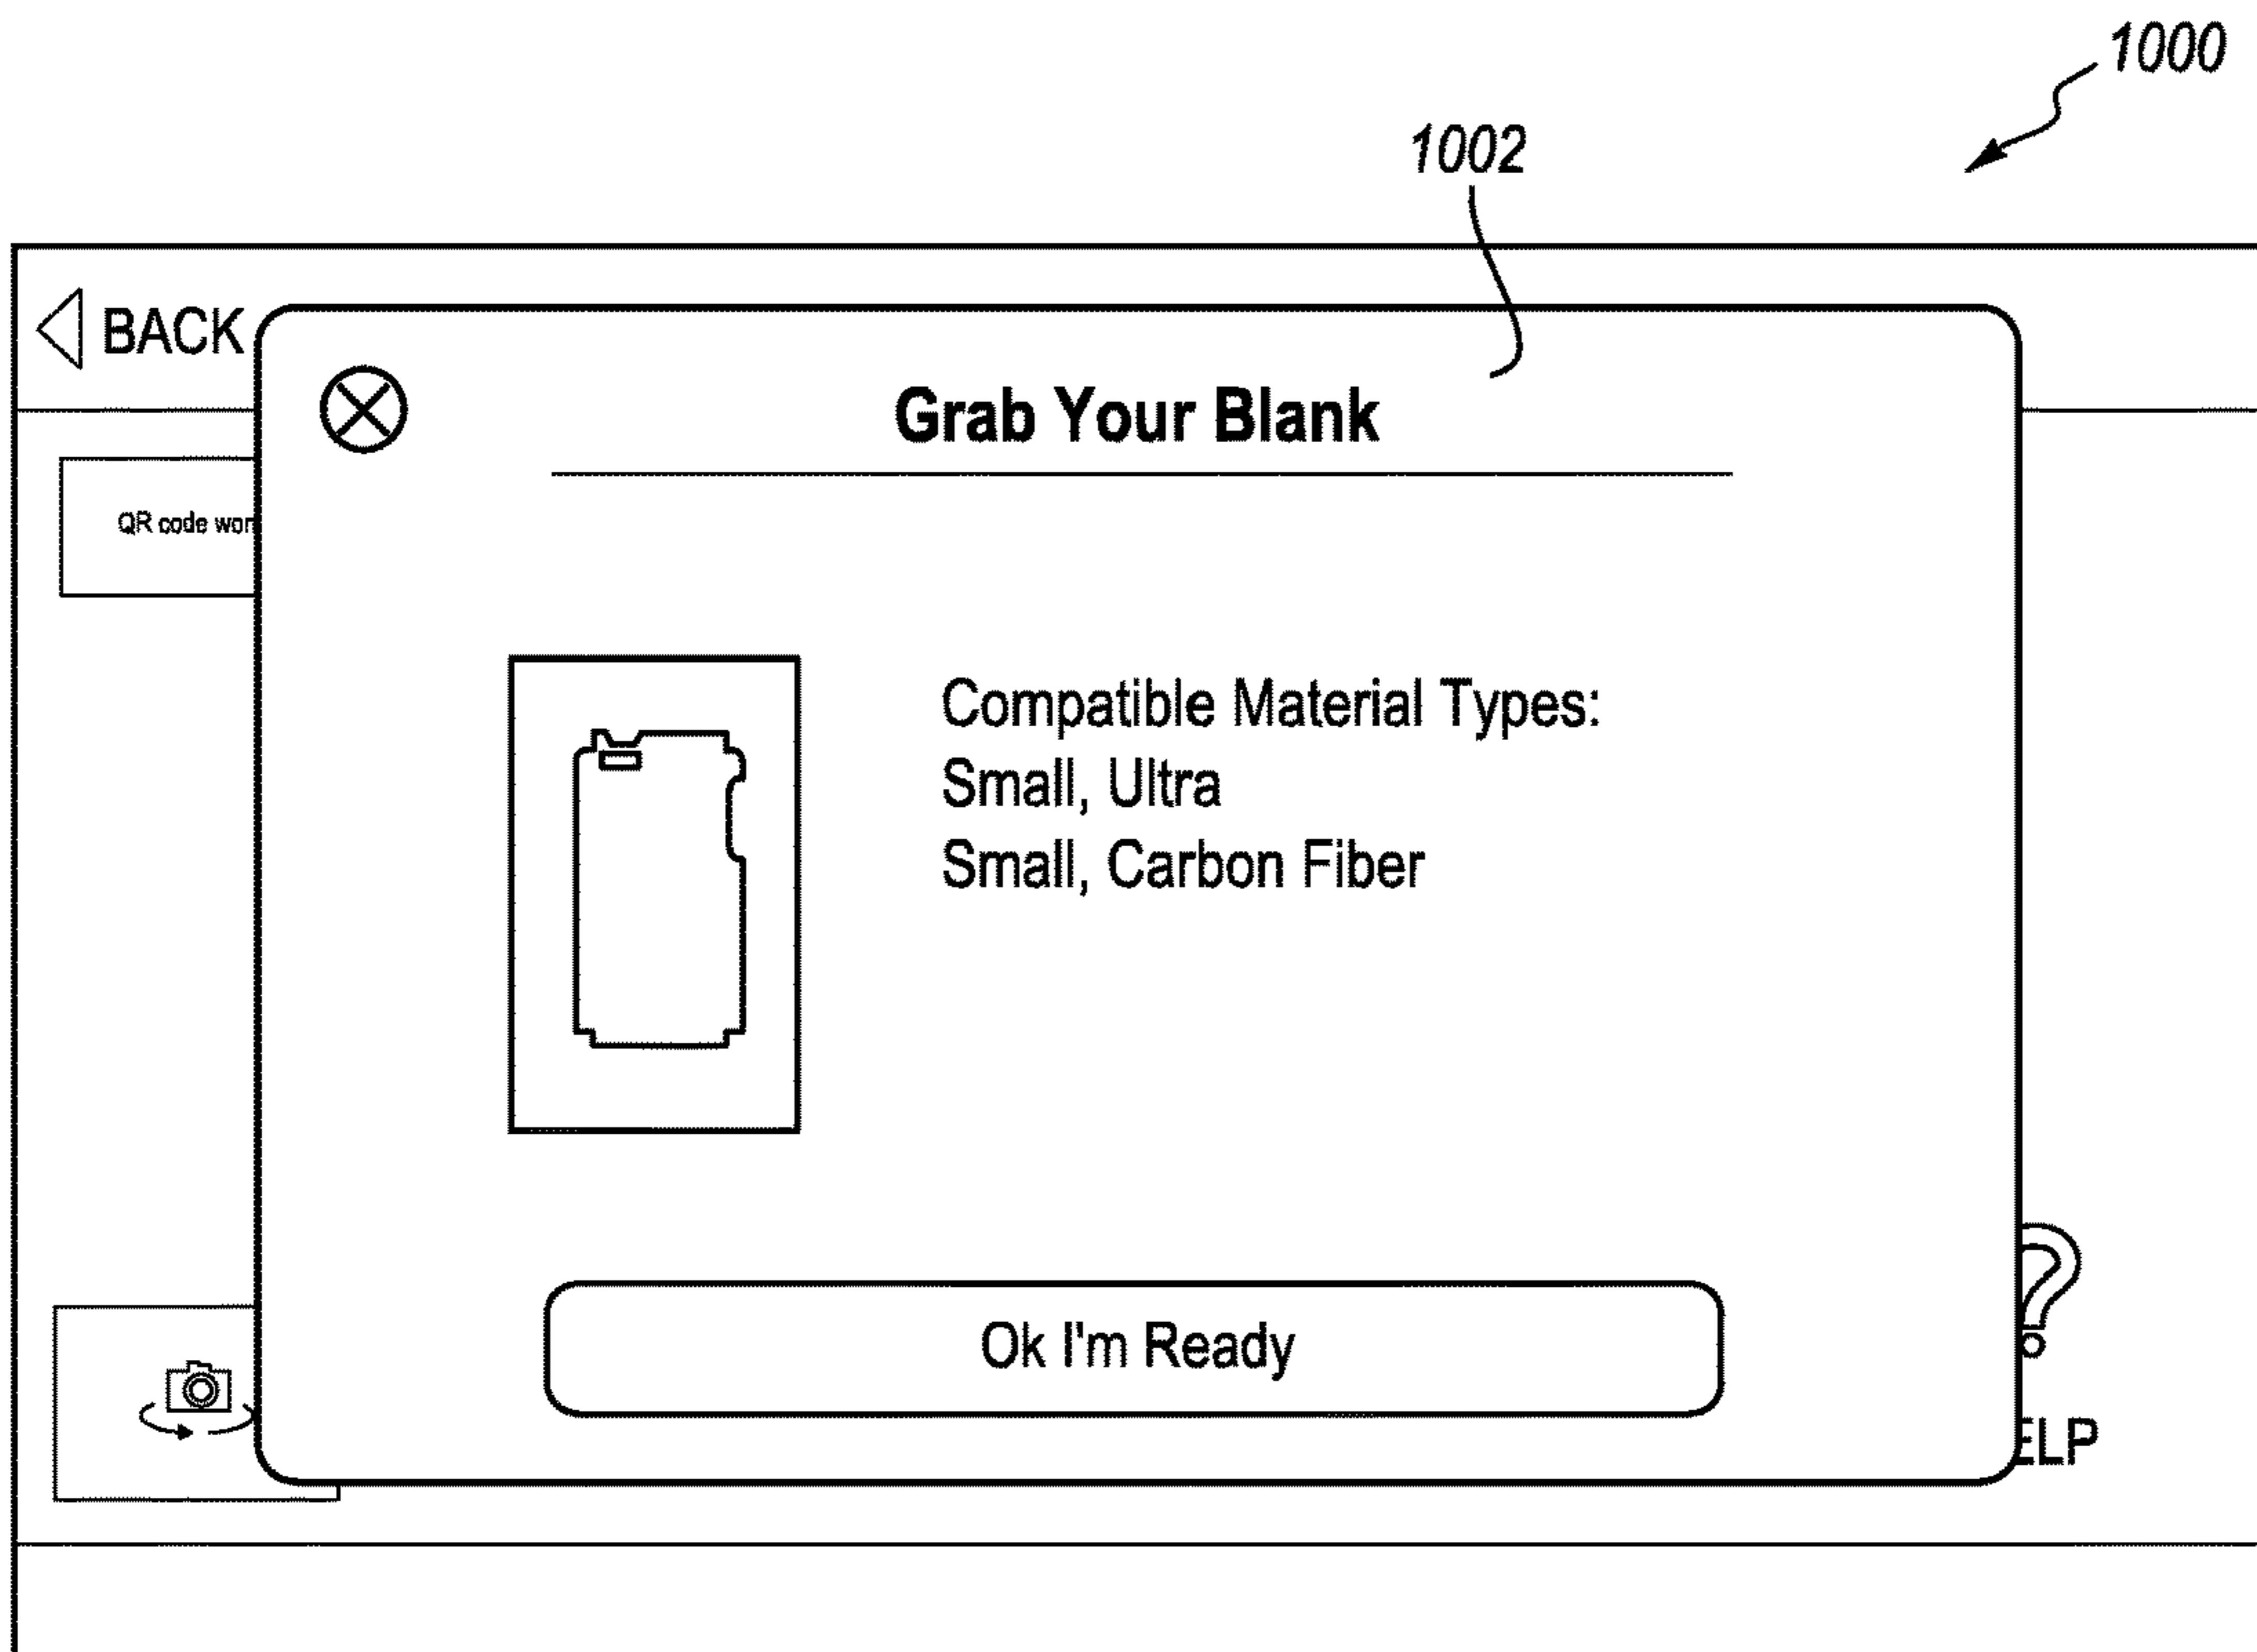 1000
1002
BACK
Grab Your Blank
QR code
Compatible Material Types:
Small, Ultra
Small, Carbon Fiber
Ok I'm Ready
ELP